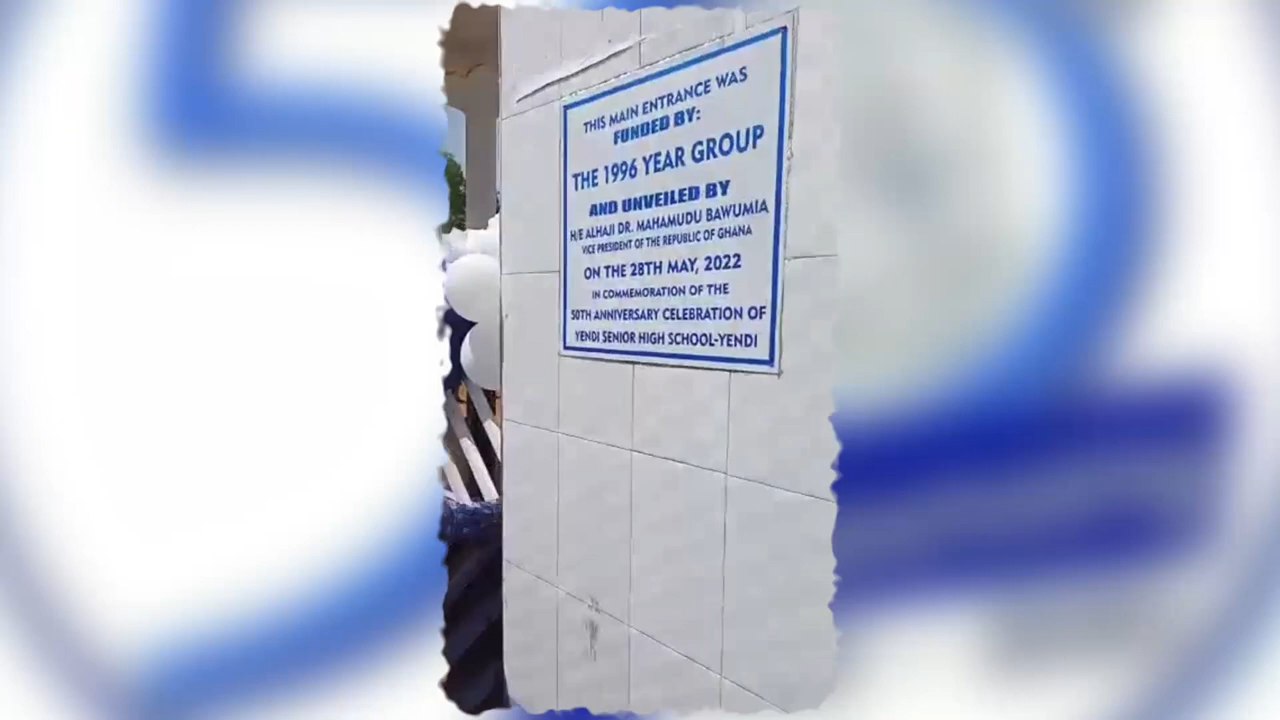 THIS MAIN ENTRANCE WAS
FUNDED BY:
THE 1996 YEAR GROUP
AND UNVEILED BY
H/E ALHAJI DR. MAHAMUDU BAWUMIA
VICE PRESIDENT OF THE REPUBLIC OF GHANA
ON THE 28TH MAY, 2022
IN COMMEMORATION OF THE
50TH ANNIVERSARY CELEBRATION OF
YENDI SENIOR HIGH SCHOOL-YENDI